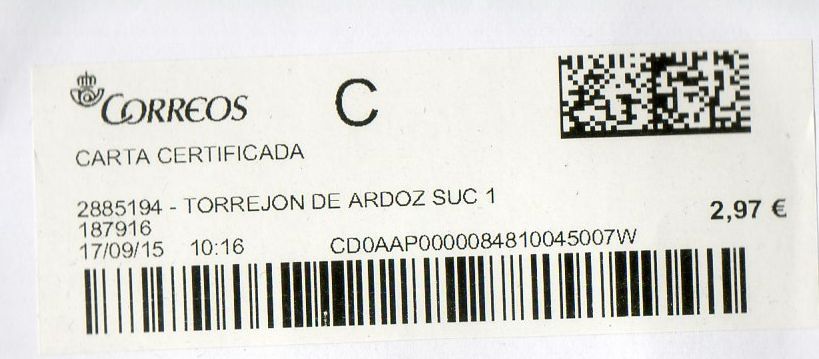 CORREOS
C
CARTA CERTIFICADA
2885194 - TORREJON DE ARDOZ SUC 1
187916
2,97 €
17/09/15 10:16 CD0AAP0000084810045007W